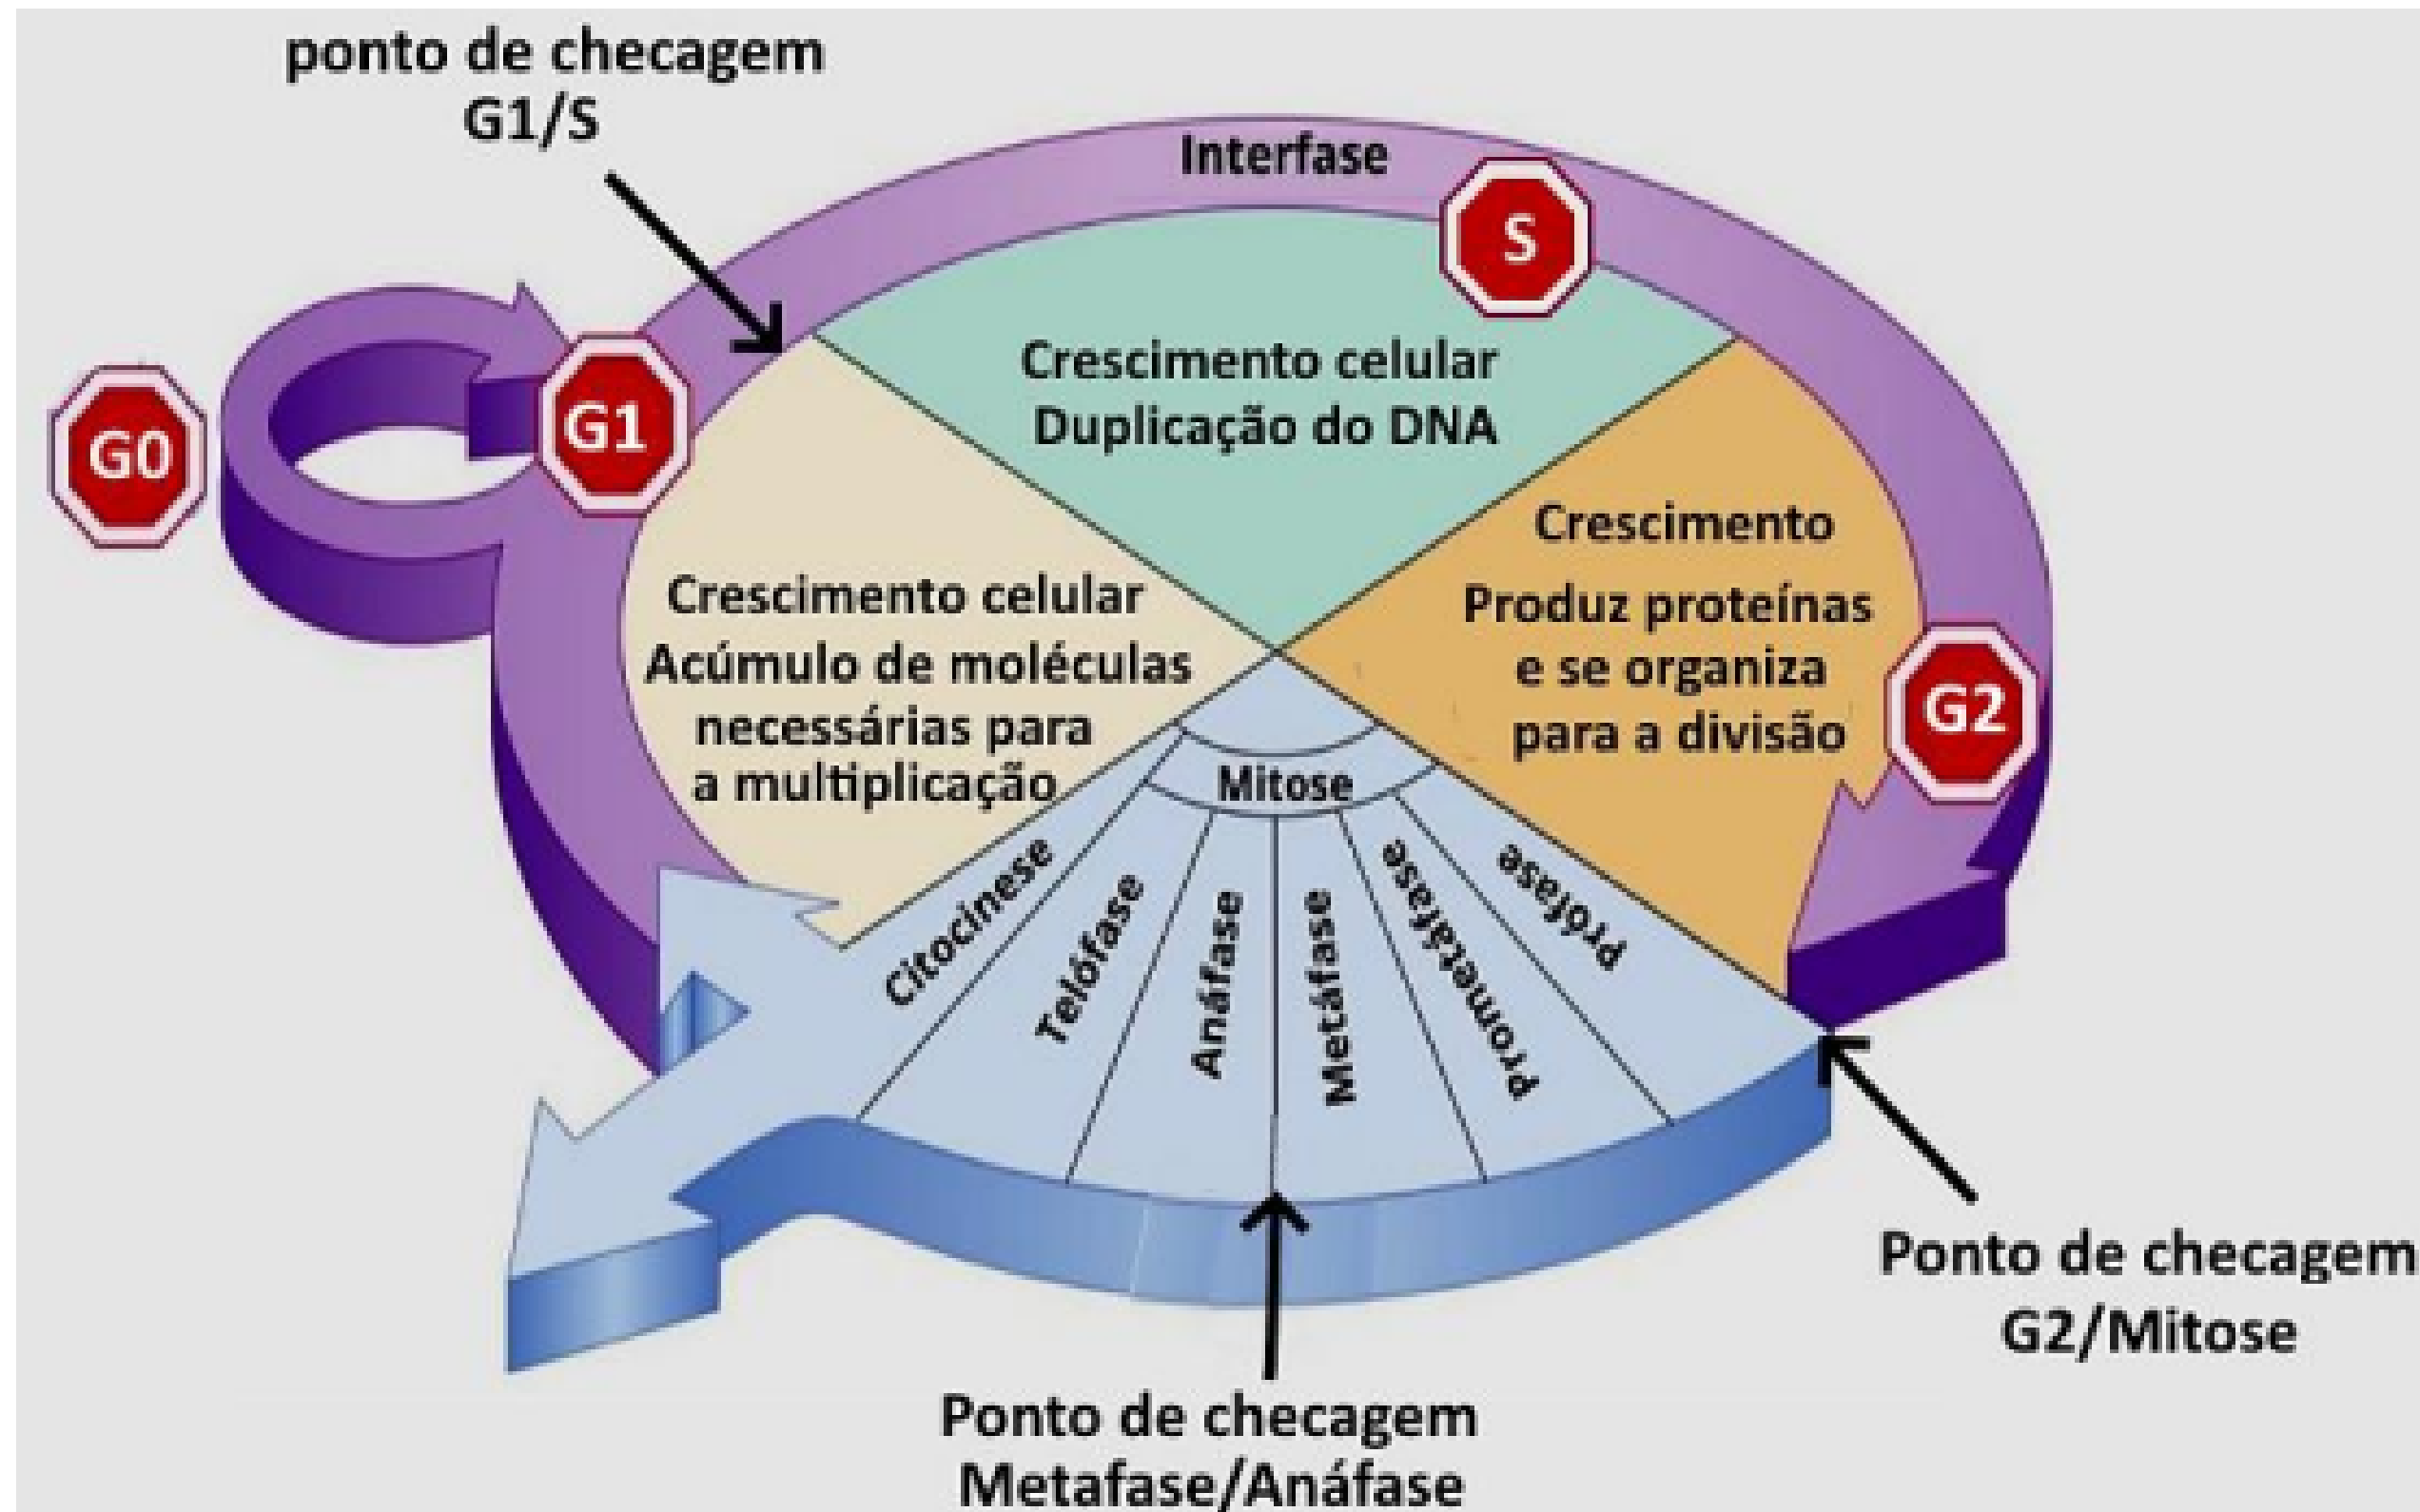 ponto de checagem
G1/S
Interfase
S
G0
G1
Crescimento celular
Duplicação do DNA
Crescimento
Produz proteínas
e se organiza
para a divisão
G2
Crescimento celular
Acúmulo de moléculas
necessárias para
a multiplicação
Mitose
Citocinese
Telófase
Anáfase
Metáfase
Prometáfase
Prófase
Ponto de checagem
G2/Mitose
Ponto de checagem
Metafase/Anáfase